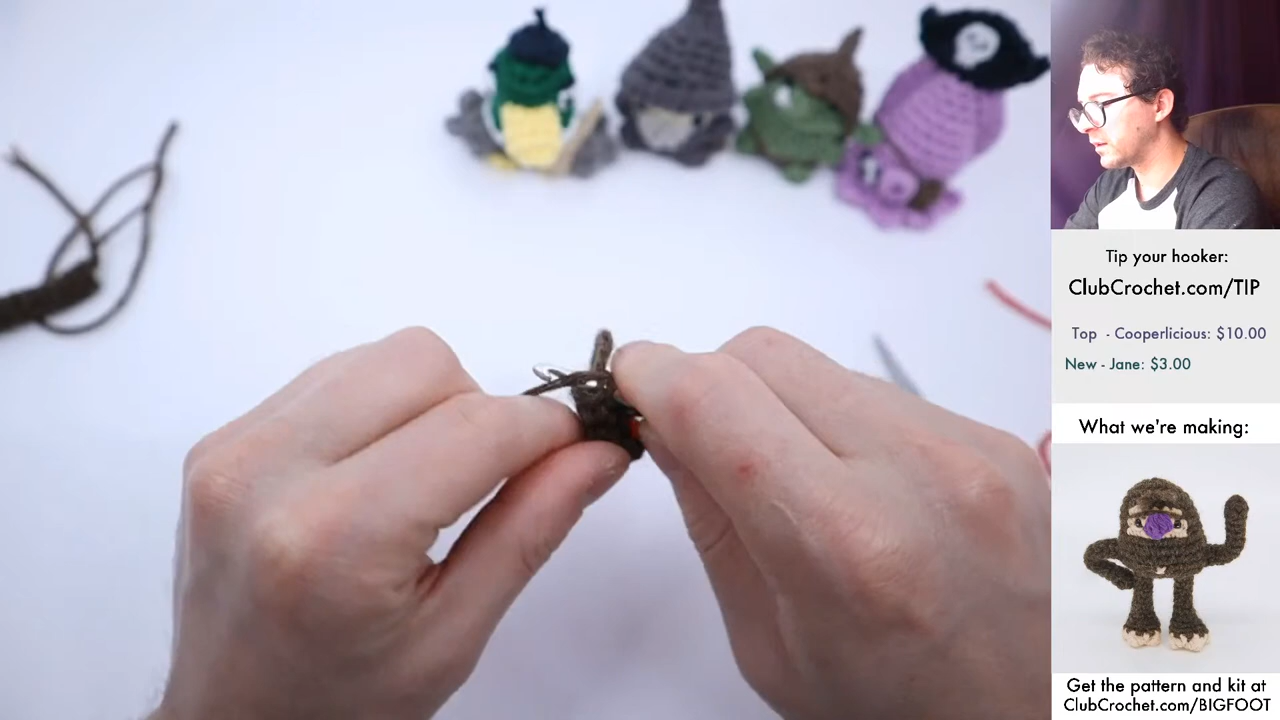 Tip your hooker:
ClubCrochet.com/TIP
Top - Cooperlicious: $10.00
New - Jane: $3.00
What we're making:
Get the pattern and kit at
ClubCrochet.com/BIGFOOT